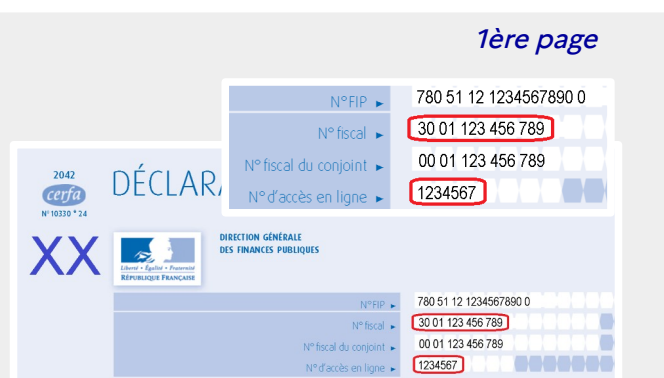 1ère page
N°FIP ► 780 51 12 1234567890 0
N° fiscal ► 30 01 123 456 789
N° fiscal du conjoint ► 00 01 123 456 789
N° d'accès en ligne ► 1234567
2042
cerfa
N° 10330 * 24
DÉCLARA
XX
Liberté • Égalité • Fraternité
RÉPUBLIQUE FRANÇAISE
DIRECTION GÉNÉRALE
DES FINANCES PUBLIQUES
N°FIP ► 780 51 12 1234567890 0
N° fiscal ► 30 01 123 456 789
N° fiscal du conjoint ► 00 01 123 456 789
N° d'accès en ligne ► 1234567